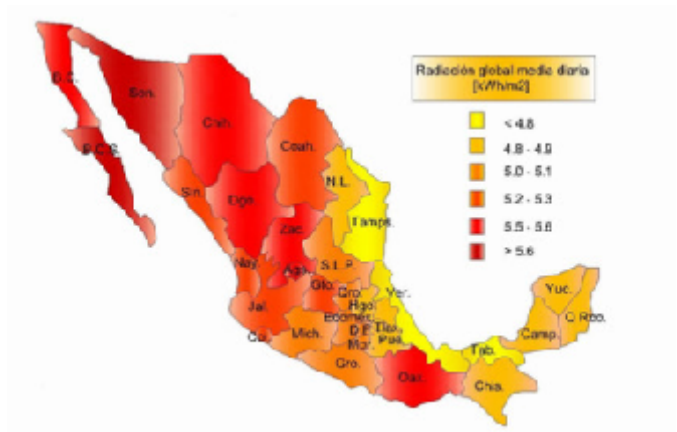 Radiación global media diaria
[kWh/m2]
< 4.8
4.8 - 4.9
5.0 - 5.1
5.2 - 5.3
5.5 - 5.6
> 5.6
B.C.
Son.
B.C.S.
Chih.
Coah.
Sin.
Dgo.
N.L.
Tamps.
Zac.
Nay.
Ags.
S.L.P.
Jal.
Gto.
Qro.
Hgo.
Ver.
Col.
Mich.
D.F.
Tlax.
Mor.
Pue.
Gro.
Oax.
Tab.
Chis.
Camp.
Yuc.
Q.Roo.